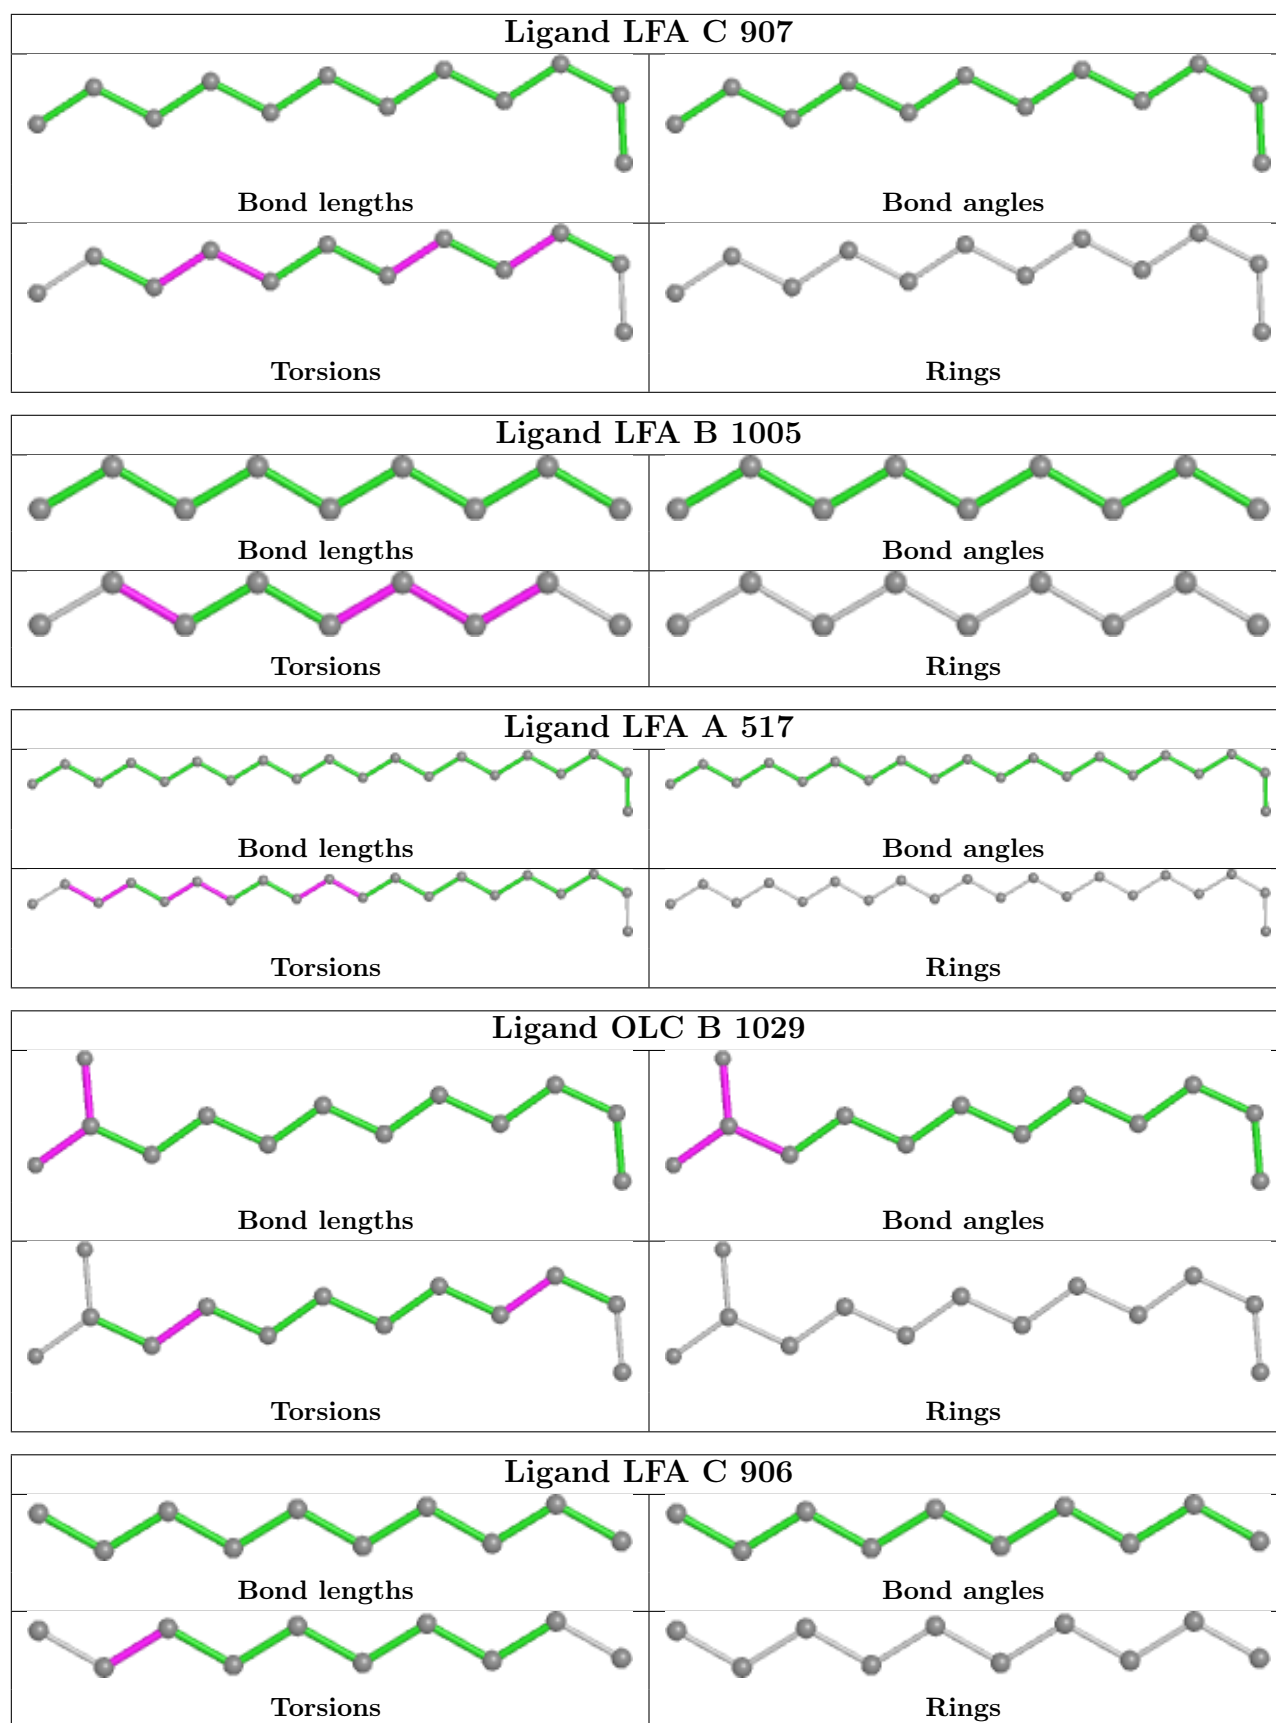 Ligand LFA C 907
Bond lengths
Bond angles
Torsions
Rings
Ligand LFA B 1005
Bond lengths
Bond angles
Torsions
Rings
Ligand LFA A 517
Bond lengths
Bond angles
Torsions
Rings
Ligand OLC B 1029
Bond lengths
Bond angles
Torsions
Rings
Ligand LFA C 906
Bond lengths
Bond angles
Torsions
Rings